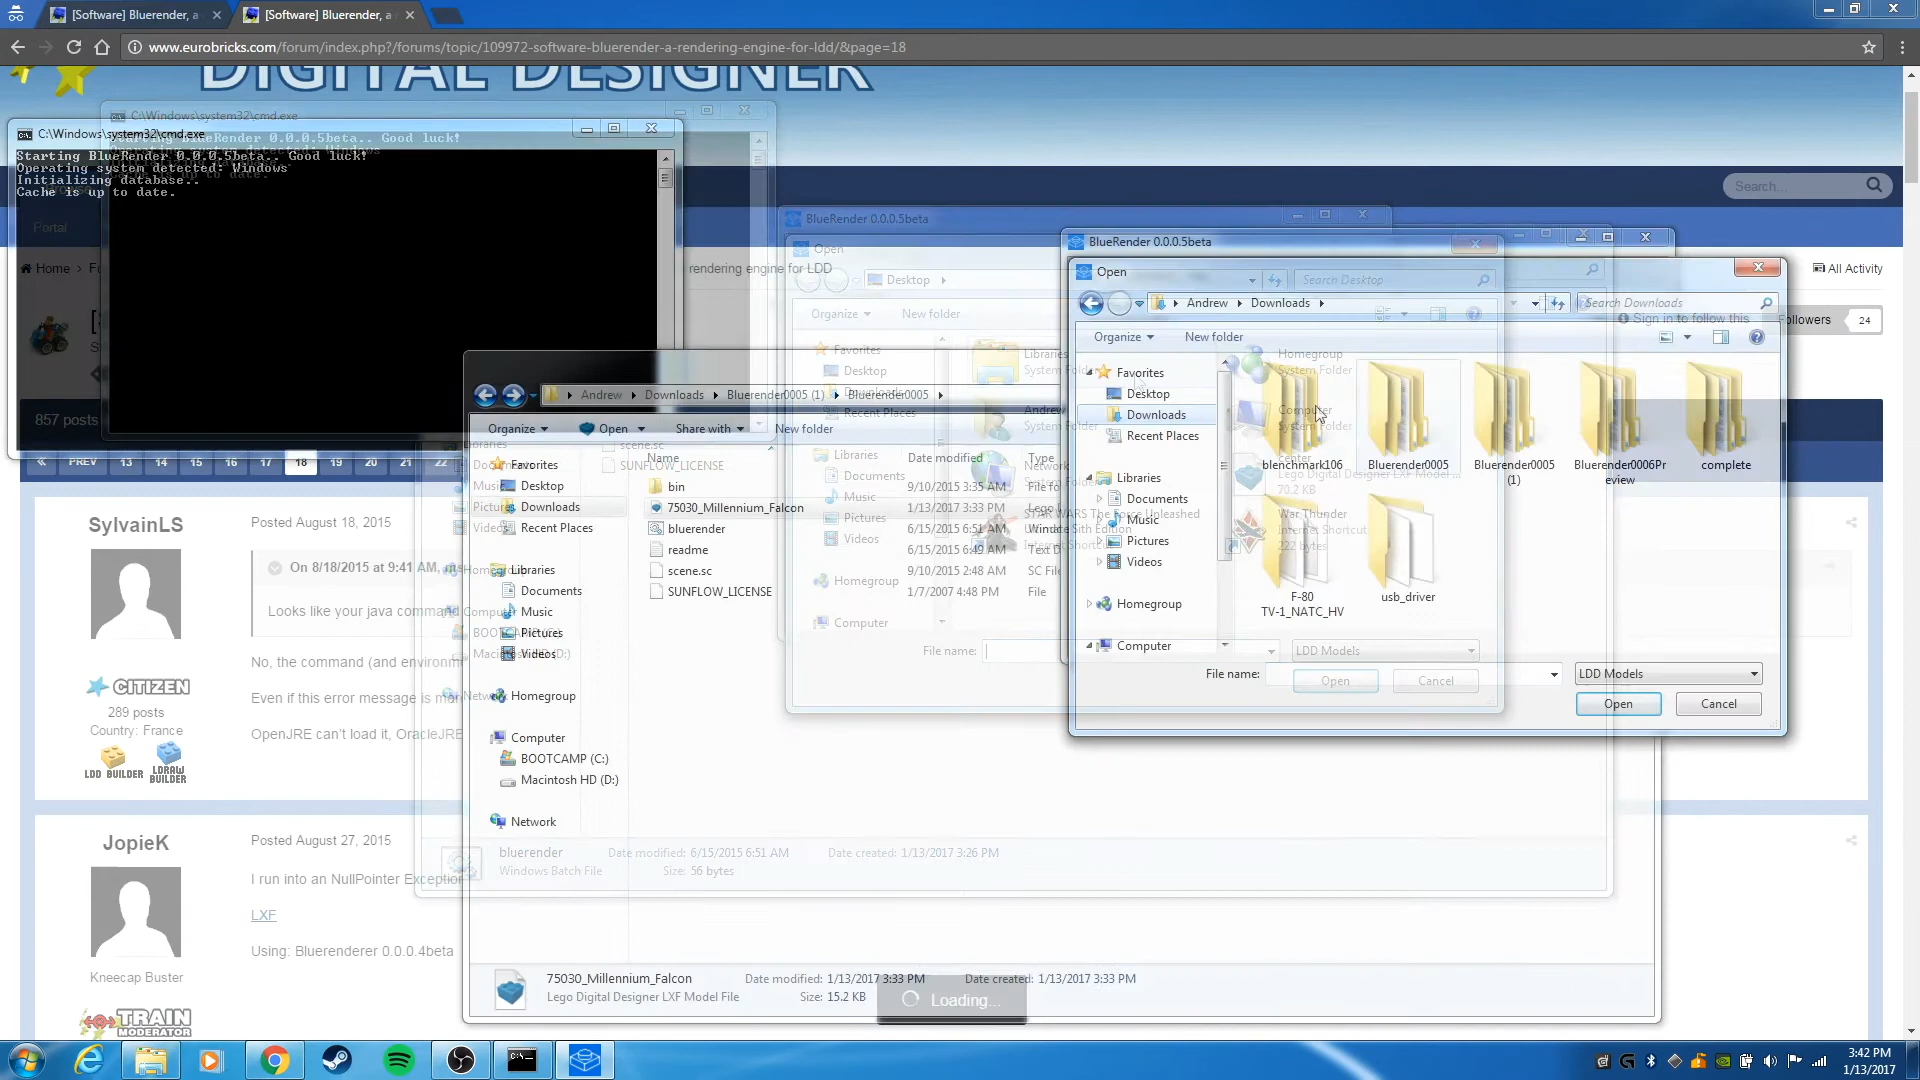 [Software] Bluerender, a
[Software] Bluerender, a
www.eurobricks.com/forum/index.php?/forums/topic/109972-software-bluerender-a-rendering-engine-for-ldd/&page=18
DIGITAL DESIGNER
C:\Windows\system32\cmd.exe
C:\Windows\system32\cmd.exe
Starting BlueRender 0.0.0.5beta.. Good luck!
Starting BlueRender 0.0.0.5beta.. Good luck!
Operating system detected: Windows
Initializing database..
Cache is up to date.
Search...
Portal
Home
rendering engine for LDD
All Activity
Sign in to follow this
Followers
24
857 posts
PREV
13
14
15
16
17
18
19
20
21
22
BlueRender 0.0.0.5beta
Open
Desktop
Search Desktop
Organize
New folder
Favorites
Desktop
Recent Places
Libraries
Documents
Music
Pictures
Videos
Homegroup
Computer
File name:
LDD Models
Open
Cancel
Libraries
System Folder
Homegroup
System Folder
Andrew
System Folder
Computer
System Folder
Network
Lego Digital Designer LXF Model ...
70.2 KB
STAR WARS The Force Unleashed
Sith Edition
War Thunder
Internet Shortcut
222 bytes
BlueRender 0.0.0.5beta
Open
Andrew
Downloads
Search Downloads
Organize
New folder
Favorites
Desktop
Downloads
Recent Places
Libraries
Documents
Music
Pictures
Videos
Homegroup
Computer
blenchmark106
Bluerender0005
Bluerender0005
(1)
Bluerender0006Pr
eview
complete
F-80
TV-1_NATC_HV
usb_driver
File name:
LDD Models
Open
Cancel
Andrew
Downloads
Bluerender0005 (1)
Bluerender0005
Organize
Open
Share with
New folder
Favorites
Desktop
Downloads
Recent Places
Libraries
Documents
Music
Pictures
Videos
Homegroup
Computer
BOOTCAMP (C:)
Macintosh HD (D:)
Network
Name
Date modified
Type
scene.sc
SUNFLOW_LICENSE
bin
9/10/2015 3:35 AM
File fo
75030_Millennium_Falcon
1/13/2017 3:33 PM
Lego
bluerender
6/15/2015 6:51 AM
readme
6/15/2015 6:49 AM
Text D
scene.sc
9/10/2015 2:48 AM
SC File
SUNFLOW_LICENSE
1/7/2007 4:48 PM
File
bluerender
Date modified: 6/15/2015 6:51 AM
Date created: 1/13/2017 3:26 PM
Windows Batch File
Size: 56 bytes
75030_Millennium_Falcon
Date modified: 1/13/2017 3:33 PM
Date created: 1/13/2017 3:33 PM
Lego Digital Designer LXF Model File
Size: 15.2 KB
Loading...
SylvainLS
Posted August 18, 2015
On 8/18/2015 at 9:41 AM,
Looks like your java command
No, the command (and environm
Even if this error message is mar
OpenJRE can't load it, OracleJRE
CITIZEN
289 posts
Country: France
LDD BUILDER
LDRAW BUILDER
JopieK
Posted August 27, 2015
I run into an NullPointer Exception
LXF
Using: Bluerenderer 0.0.0.4beta
Kneecap Buster
TRAIN
MODERATOR
3:42 PM
1/13/2017